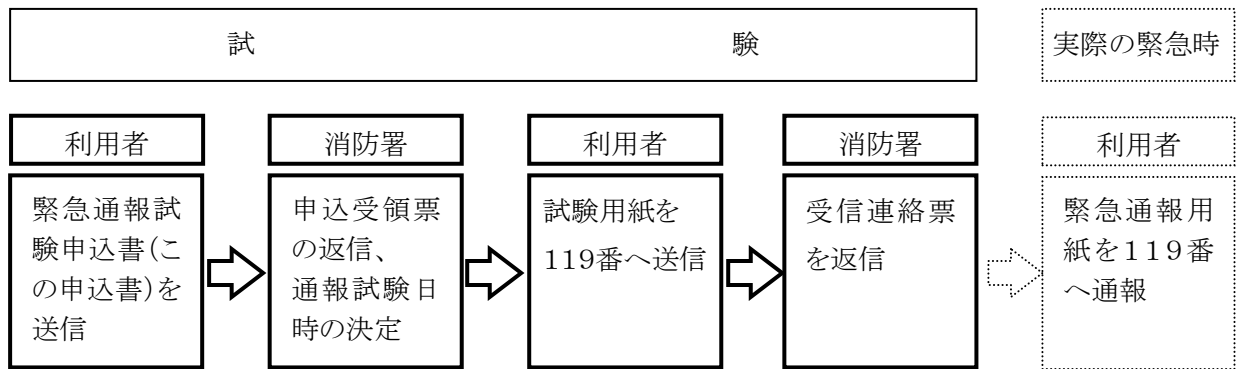 試験
実際の緊急時
利用者
消防署
利用者
消防署
利用者
緊急通報試
験申込書(こ
の申込書)を
送信
申込受領票
の返信、
通報試験日
時の決定
試験用紙を
119番へ送信
受信連絡票
を返信
緊急通報用
紙を119番
へ通報